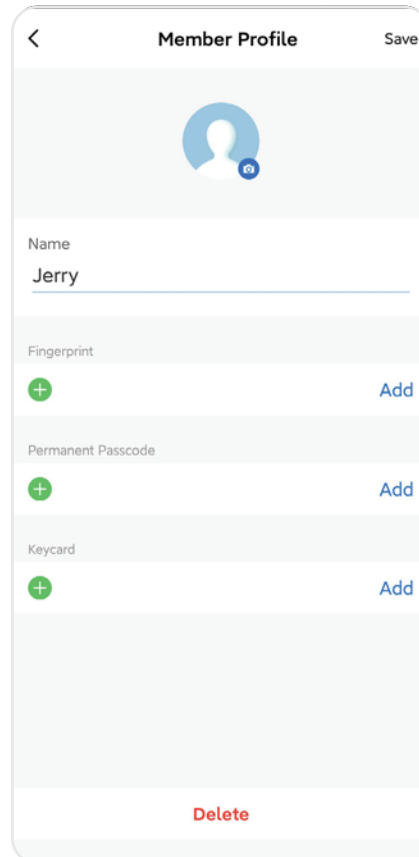 Member Profile Save
Name
Jerry
Fingerprint
Add
Permanent Passcode
Add
Keycard
Add
Delete